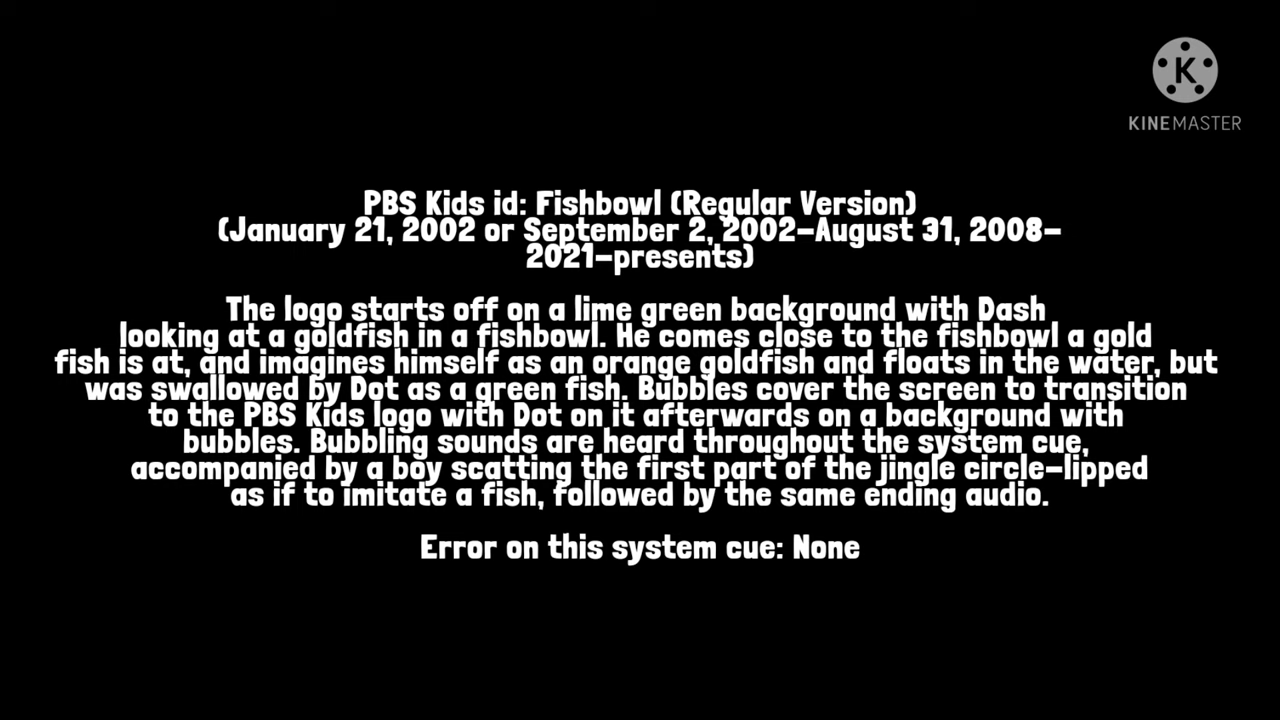 K
KINEMASTER
PBS Kids id: Fishbowl (Regular Version)
(January 21, 2002 or September 2, 2002-August 31, 2008-
2021-presents)
The logo starts off on a lime green background with Dash
looking at a goldfish in a fishbowl. He comes close to the fishbowl a gold
fish is at, and imagines himself as an orange goldfish and floats in the water, but
was swallowed by Dot as a green fish. Bubbles cover the screen to transition
to the PBS Kids logo with Dot on it afterwards on a background with
bubbles. Bubbling sounds are heard throughout the system cue,
accompanied by a boy scatting the first part of the jingle circle-lipped
as if to imitate a fish, followed by the same ending audio.
Error on this system cue: None